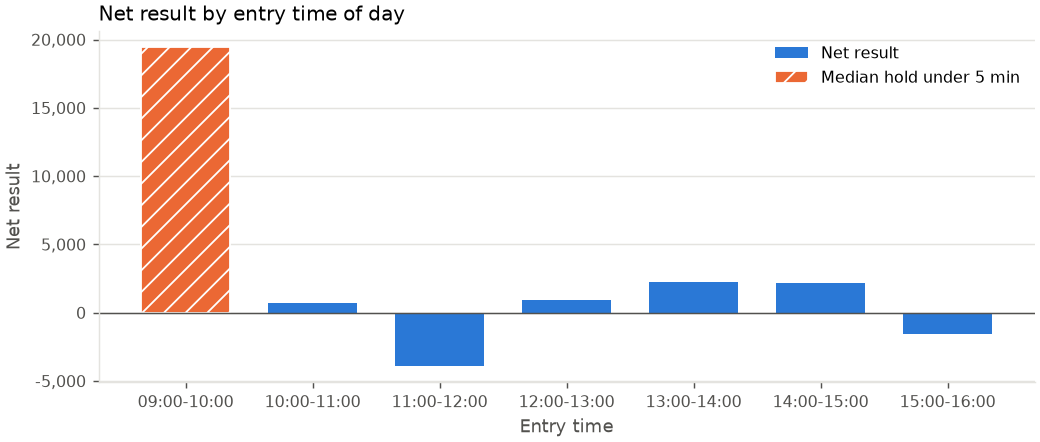 Net result by entry time of day
Net result
Median hold under 5 min
20,000
15,000
10,000
5,000
0
-5,000
Net result
09:00-10:00
10:00-11:00
11:00-12:00
12:00-13:00
13:00-14:00
14:00-15:00
15:00-16:00
Entry time